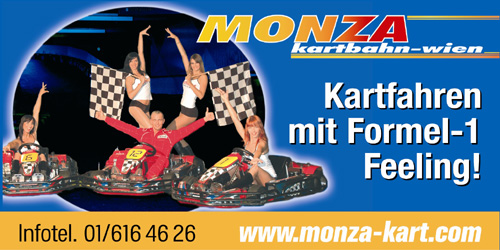 MONZA
kartbahn-wien
Kartfahren
mit Formel-1
Feeling!
Infotel. 01/616 46 26
www.monza-kart.com